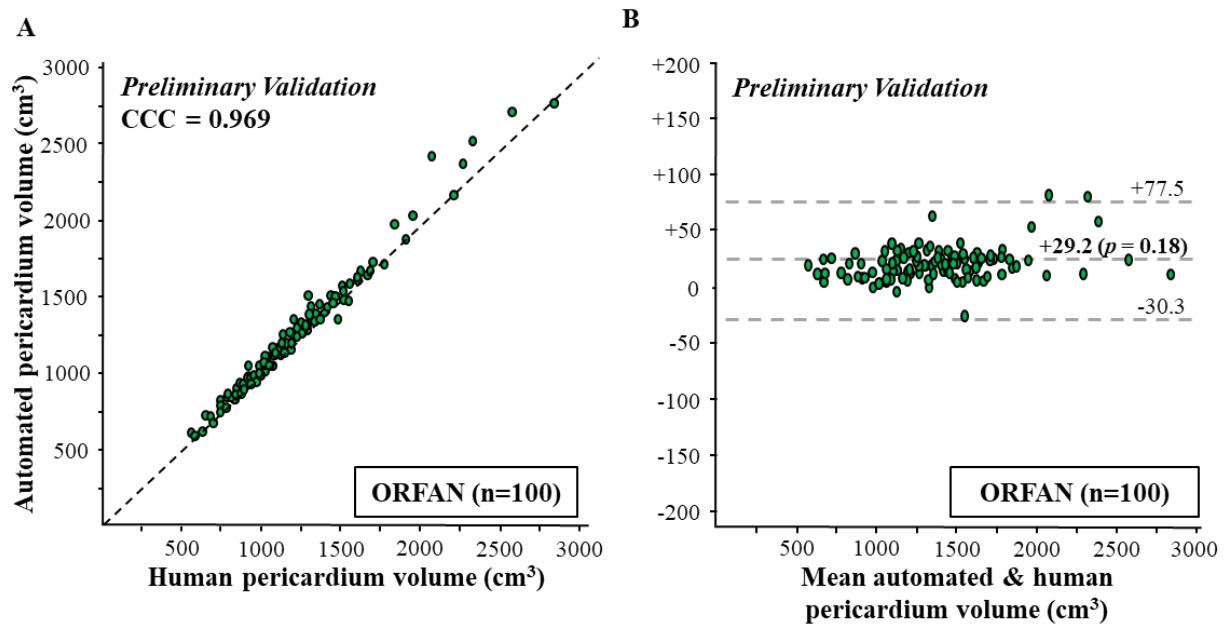 A
Preliminary Validation
CCC = 0.969
Automated pericardium volume (cm³)
3000
2500
2000
1500
1000
500
ORFAN (n=100)
500 1000 1500 2000 2500 3000
Human pericardium volume (cm³)
B
Preliminary Validation
+200
+150
+100
+50
0
-50
-100
-150
-200
+77.5
+29.2 (p = 0.18)
-30.3
ORFAN (n=100)
500 1000 1500 2000 2500 3000
Mean automated & human
pericardium volume (cm³)